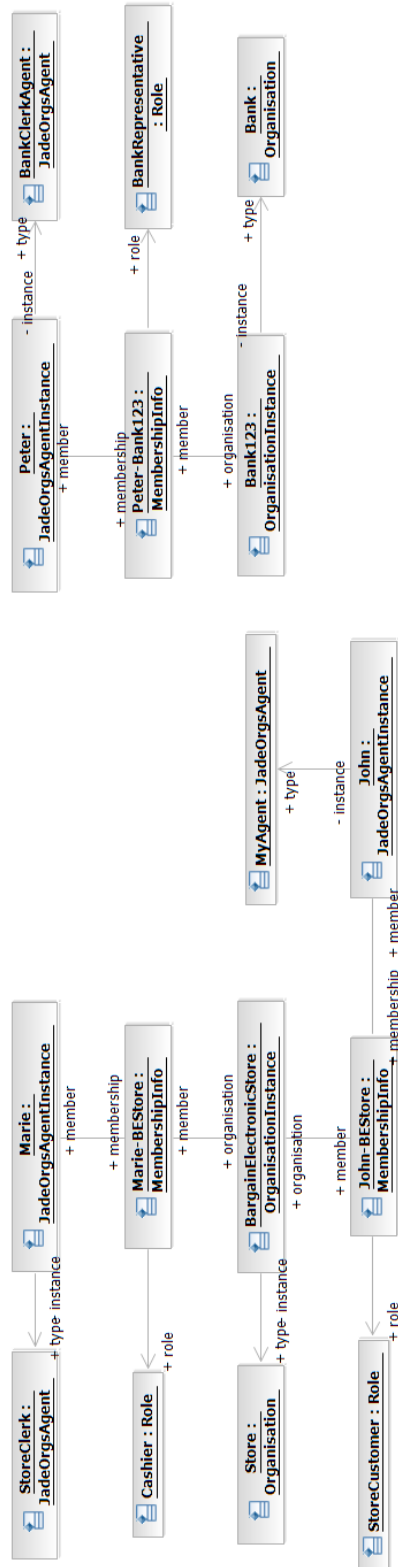 StoreClerk :
JadeOrgsAgent
+ type
- instance
Marie :
JadeOrgsAgentInstance
+ member
Peter :
JadeOrgsAgentInstance
+ member
- instance
+ type
BankClerkAgent :
JadeOrgsAgent
Cashier : Role
+ role
+ membership
Marie-BEStore :
MembershipInfo
+ member
+ membership
Peter-Bank123 :
MembershipInfo
+ member
+ role
BankRepresentative
: Role
Store :
Organisation
+ type
- instance
+ organisation
BargainElectronicStore :
OrganisationInstance
+ organisation
MyAgent : JadeOrgsAgent
+ type
- instance
+ organisation
Bank123 :
OrganisationInstance
- instance
+ type
Bank :
Organisation
StoreCustomer : Role
+ role
+ member
John-BEStore :
MembershipInfo
+ membership
+ member
John :
JadeOrgsAgentInstance